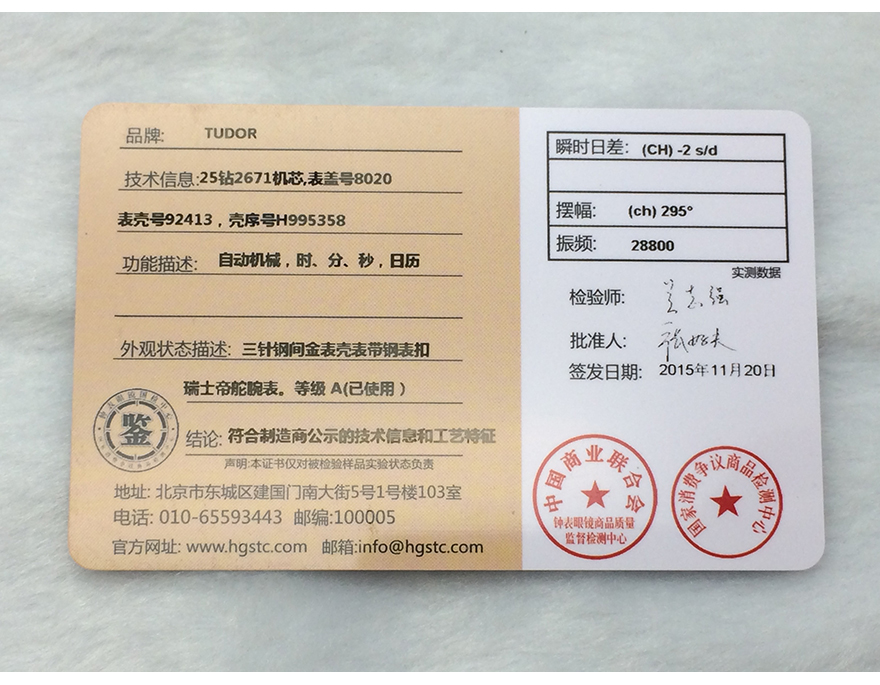 品牌: TUDOR
技术信息:25钻2671机芯,表盖号8020
表壳号92413，壳序号H995358
功能描述: 自动机械，时、分、秒，日历
外观状态描述: 三针钢间金表壳表带钢表扣
瑞士帝舵腕表。等级 A(已使用)
鉴
结论: 符合制造商公示的技术信息和工艺特征
声明:本证书仅对被检验样品实验状态负责
地址: 北京市东城区建国门南大街5号1号楼103室
电话: 010-65593443 邮编:100005
官方网址: www.hgstc.com 邮箱:info@hgstc.com
瞬时日差: (CH) -2 s/d
摆幅: (ch) 295°
振频: 28800
实测数据
检验师:
批准人:
签发日期: 2015年11月20日
中国商业联合会
钟表眼镜商品质量
监督检测中心
国家消费争议商品检测中心